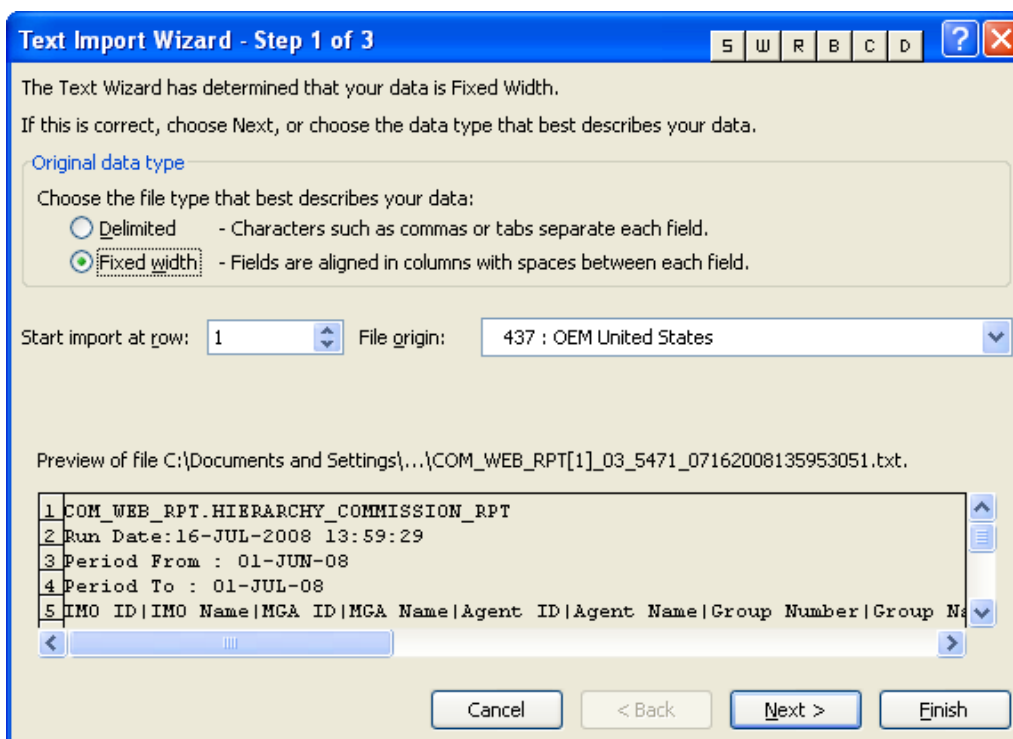 Text Import Wizard - Step 1 of 3
S W R B C D ? X
The Text Wizard has determined that your data is Fixed Width.
If this is correct, choose Next, or choose the data type that best describes your data.
Original data type
Choose the file type that best describes your data:
Delimited - Characters such as commas or tabs separate each field.
Fixed width - Fields are aligned in columns with spaces between each field.
Start import at row: 1 File origin: 437 : OEM United States
Preview of file C:\Documents and Settings\...\COM_WEB_RPT[1]_03_5471_07162008135953051.txt.
1 COM_WEB_RPT.HIERARCHY_COMMISSION_RPT
2 Run Date:16-JUL-2008 13:59:29
3 Period From : 01-JUN-08
4 Period To : 01-JUL-08
5 IMO ID|IMO Name|MGA ID|MGA Name|Agent ID|Agent Name|Group Number|Group Na
Cancel < Back Next > Finish